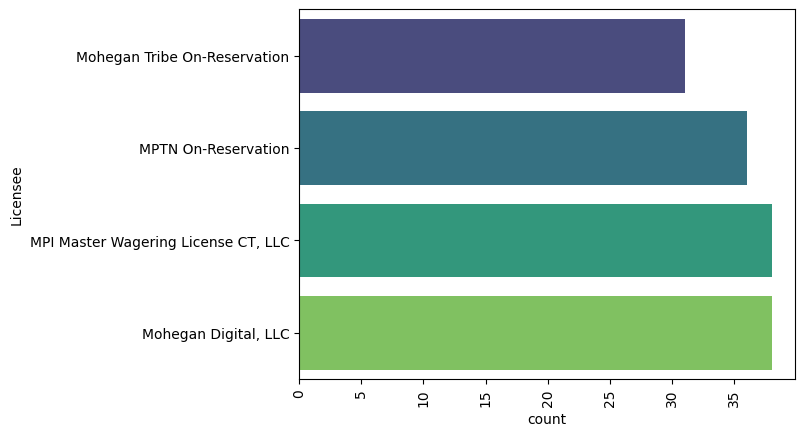 Licensee
Mohegan Tribe On-Reservation
MPTN On-Reservation
MPI Master Wagering License CT, LLC
Mohegan Digital, LLC
0 5 10 15 20 25 30 35
count